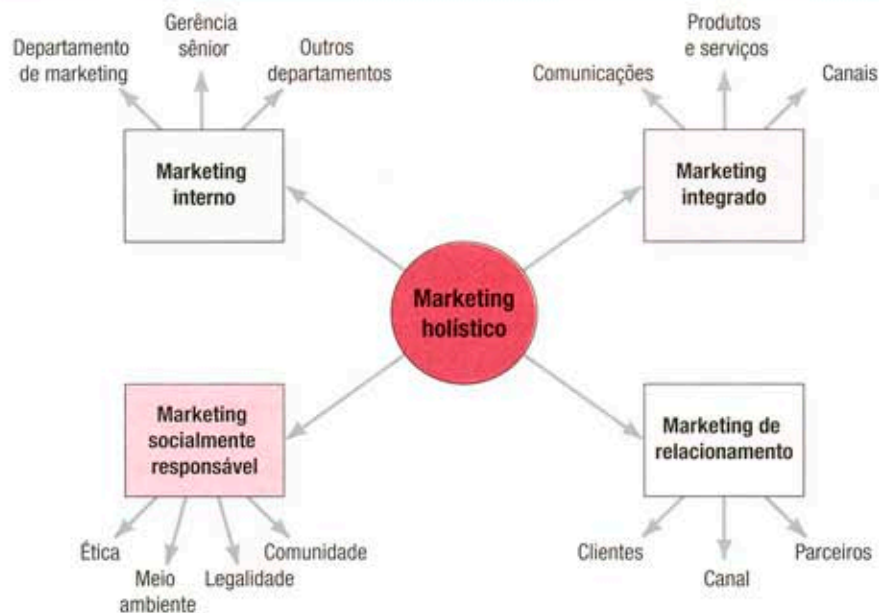 Departamento
de marketing
Gerência
sênior
Outros
departamentos
Marketing
interno
Comunicações
Produtos
e serviços
Canais
Marketing
integrado
Marketing
holístico
Marketing
socialmente
responsável
Ética
Meio
ambiente
Legalidade
Comunidade
Marketing de
relacionamento
Clientes
Canal
Parceiros